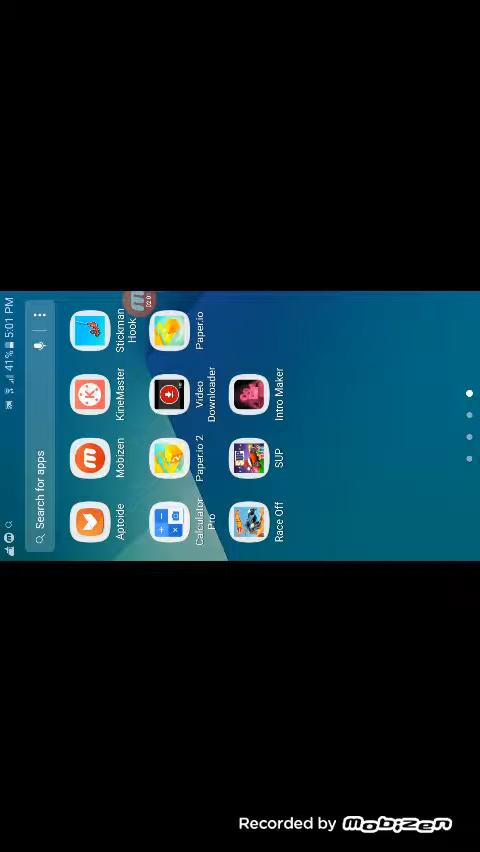 41% 5:01 PM
Search for apps
Aptoide
Mobizen
KineMaster
Stickman
Hook
Calculator
Pro
Paper.io 2
Video
Downloader
Paper.io
Race Off
SUP
Intro Maker
Recorded by Mobizen